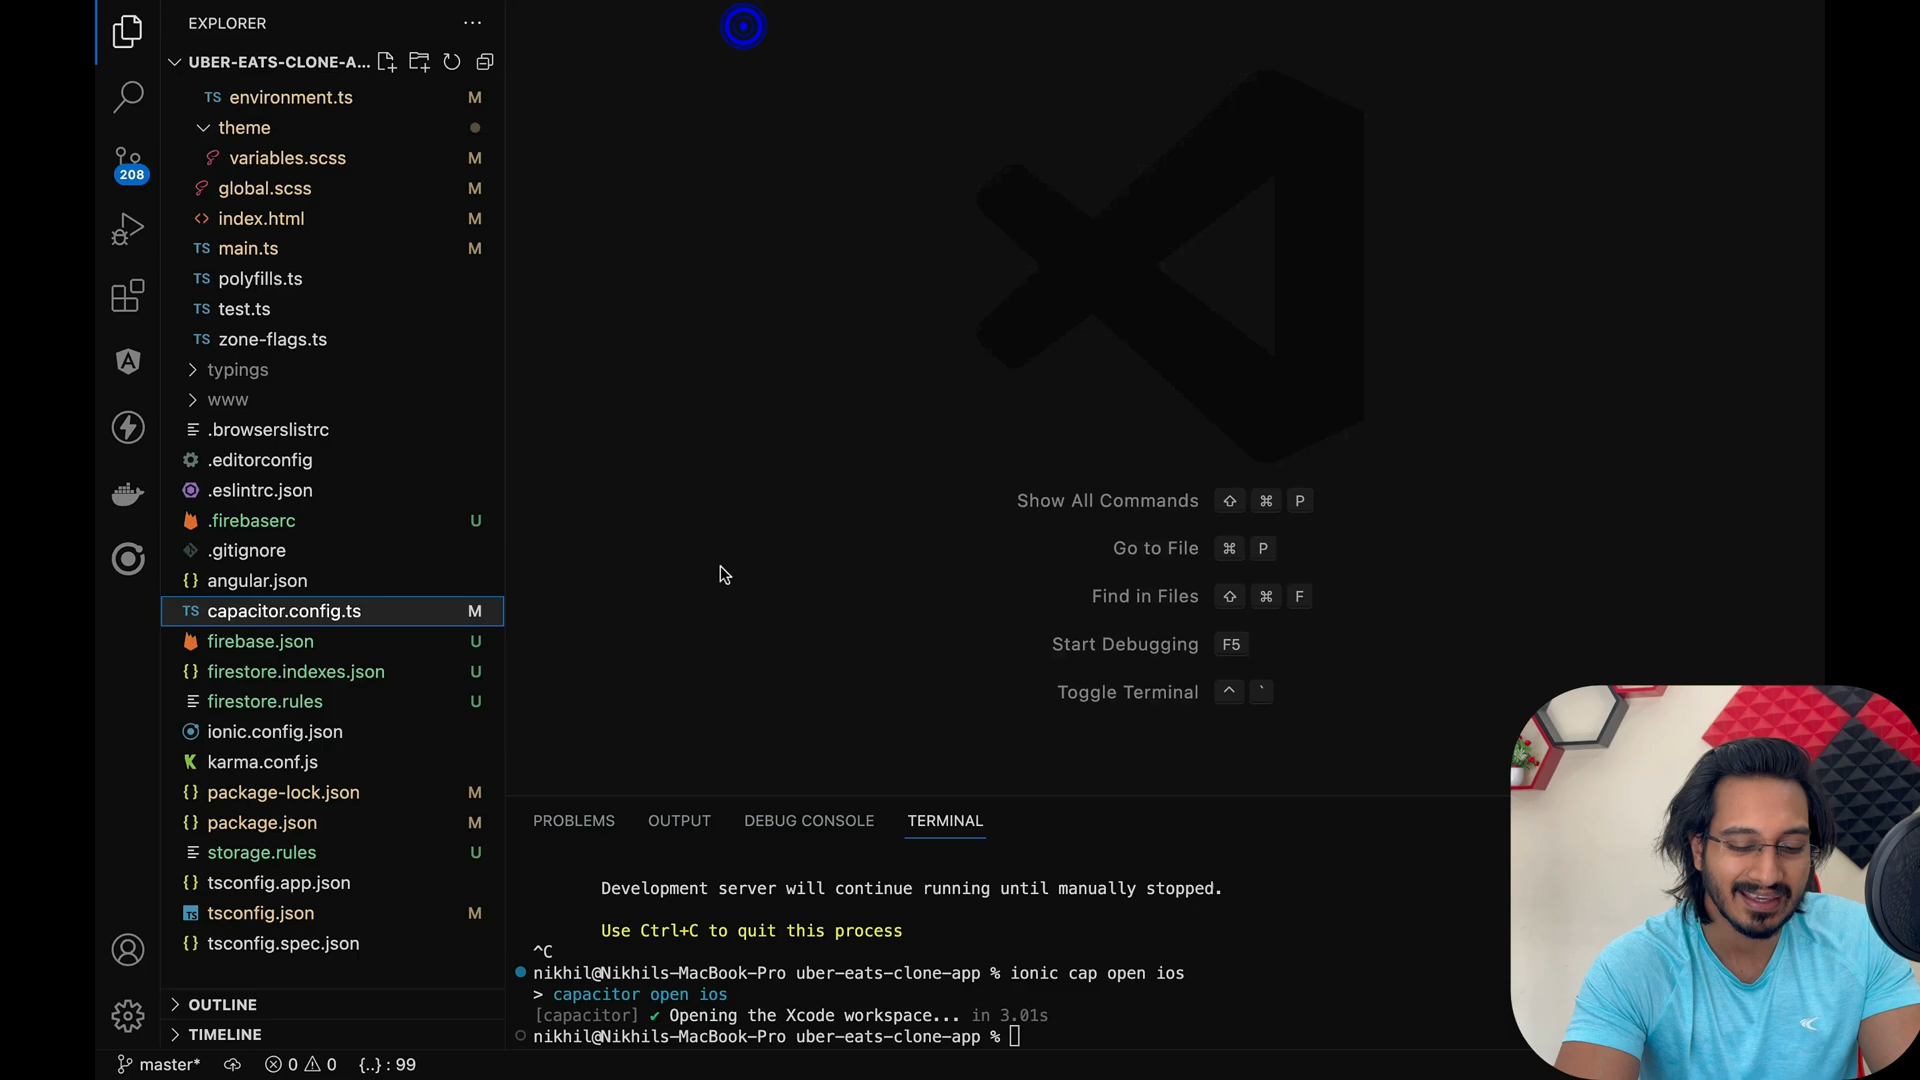 EXPLORER
UBER-EATS-CLONE-A...
TS environment.ts M
theme
variables.scss M
global.scss M
<> index.html M
TS main.ts M
TS polyfills.ts
TS test.ts
TS zone-flags.ts
typings
www
.browserslistrc
.editorconfig
.eslintrc.json
.firebaserc U
.gitignore
{} angular.json
TS capacitor.config.ts M
firebase.json U
{} firestore.indexes.json U
firestore.rules U
ionic.config.json
karma.conf.js
{} package-lock.json M
{} package.json M
storage.rules U
{} tsconfig.app.json
TS tsconfig.json M
{} tsconfig.spec.json
OUTLINE
TIMELINE
208
Show All Commands ⇧ ⌘ P
Go to File ⌘ P
Find in Files ⇧ ⌘ F
Start Debugging F5
Toggle Terminal ^ `
PROBLEMS OUTPUT DEBUG CONSOLE TERMINAL
Development server will continue running until manually stopped.
Use Ctrl+C to quit this process
^C
nikhil@Nikhils-MacBook-Pro uber-eats-clone-app % ionic cap open ios
> capacitor open ios
[capacitor] ✔ Opening the Xcode workspace... in 3.01s
nikhil@Nikhils-MacBook-Pro uber-eats-clone-app %
master* 0 0 {..} : 99